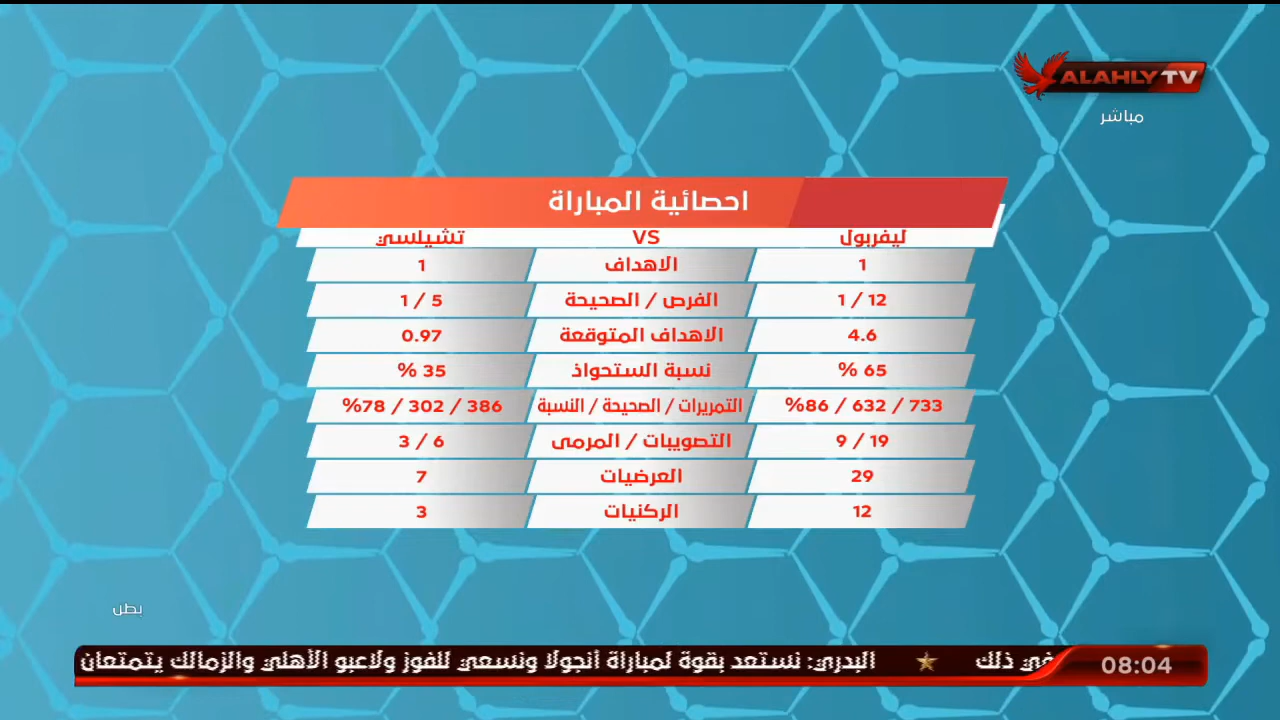 ALAHLY TV
مباشر
احصائية المباراة
ليفربول VS تشيلسي
1 الاهداف 1
12 / 1 الفرص / الصحيحة 5 / 1
4.6 الاهداف المتوقعة 0.97
65 % نسبة الستحواذ 35 %
733 / 632 / 86% التمريرات / الصحيحة / النسبة 386 / 302 / 78%
19 / 9 التصويبات / المرمى 6 / 3
29 العرضيات 7
12 الركنيات 3
بطن
08:04 في ذلك ★ البدري: نستعد بقوة لمباراة أنجولا ونسعي للفوز ولاعبو الأهلي والزمالك يتمتعان